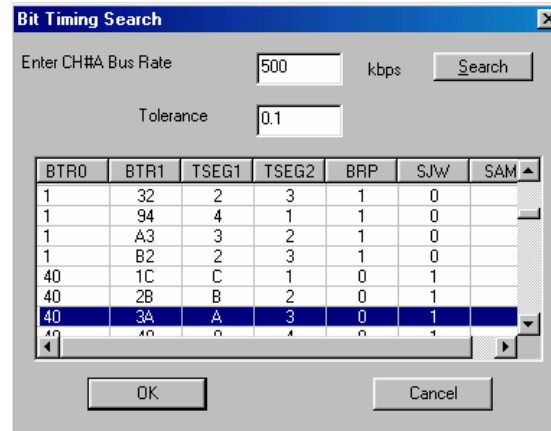 Bit Timing Search
Enter CH#A Bus Rate 500 kbps Search
Tolerance 0.1
BTR0 BTR1 TSEG1 TSEG2 BRP SJW SAM
1 32 2 3 1 0
1 94 4 1 1 0
1 A3 3 2 1 0
1 B2 2 3 1 0
40 1C C 1 0 1
40 2B B 2 0 1
40 3A A 3 0 1
OK Cancel